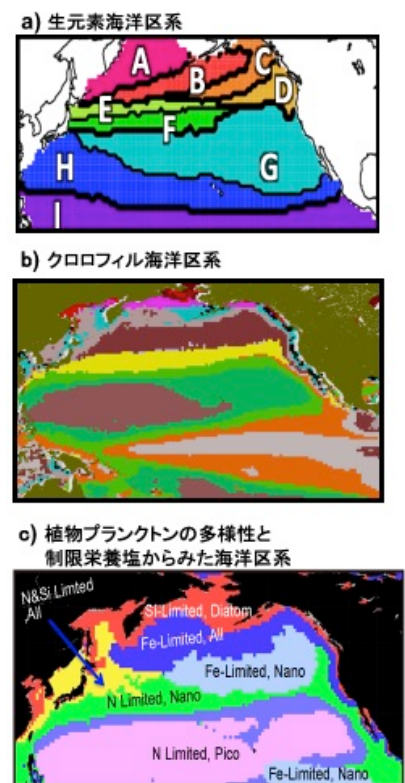 a) 生元素海洋区系
A
B
C
D
E
F
G
H
I
b) クロロフィル海洋区系
c) 植物プランクトンの多様性と
制限栄養塩からみた海洋区系
N&Si Limted
All
SI-Limited, Diatom
Fe-Limited, All
Fe-Limited, Nano
N Limited, Nano
N Limited, Pico
Fe-Limited, Nano